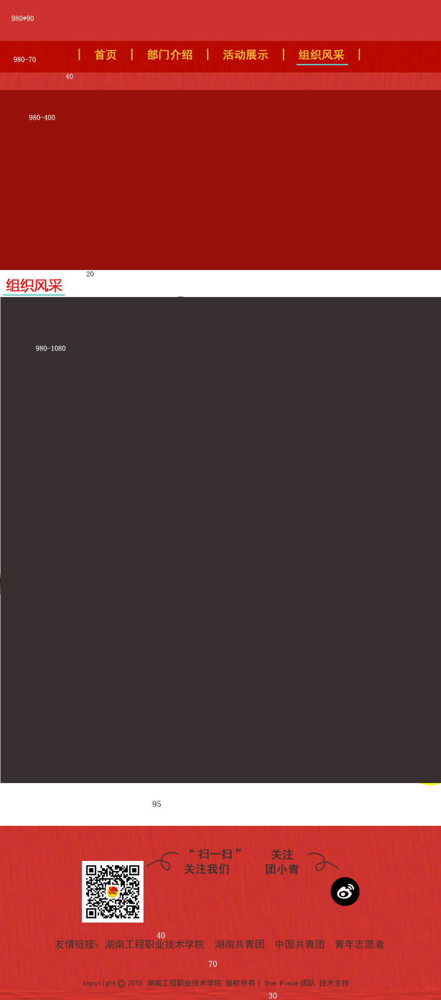 980*90
980-70
| 首页 | 部门介绍 | 活动展示 | 组织风采 |
40
980-400
20
组织风采
980-1080
95
“扫一扫”
关注我们
关注
团小青
40
友情链接：湖南工程职业技术学院 湖南共青团 中国共青团 青年志愿者
70
copyright© 2015 湖南工程职业技术学院 版权所有| One Piece 团队 技术支持
30